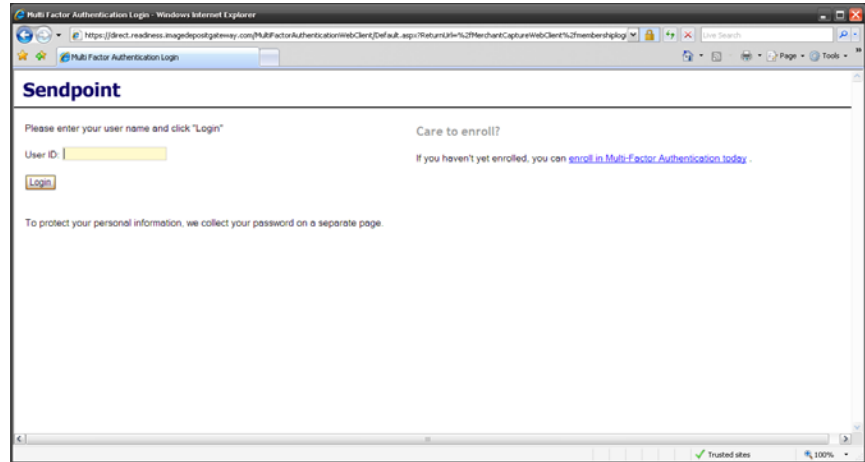 Multi Factor Authentication Login - Windows Internet Explorer
https://direct.readiness.imagedepositgateway.com/MultiFactorAuthenticationWebClient/Default.aspx?ReturnUrl=%2fMerchantCaptureWebClient%2fmembershiplogi
Live Search
Multi Factor Authentication Login
Page
Tools
Sendpoint
Please enter your user name and click "Login"
User ID:
Login
To protect your personal information, we collect your password on a separate page.
Care to enroll?
If you haven't yet enrolled, you can enroll in Multi-Factor Authentication today .
Trusted sites
100%